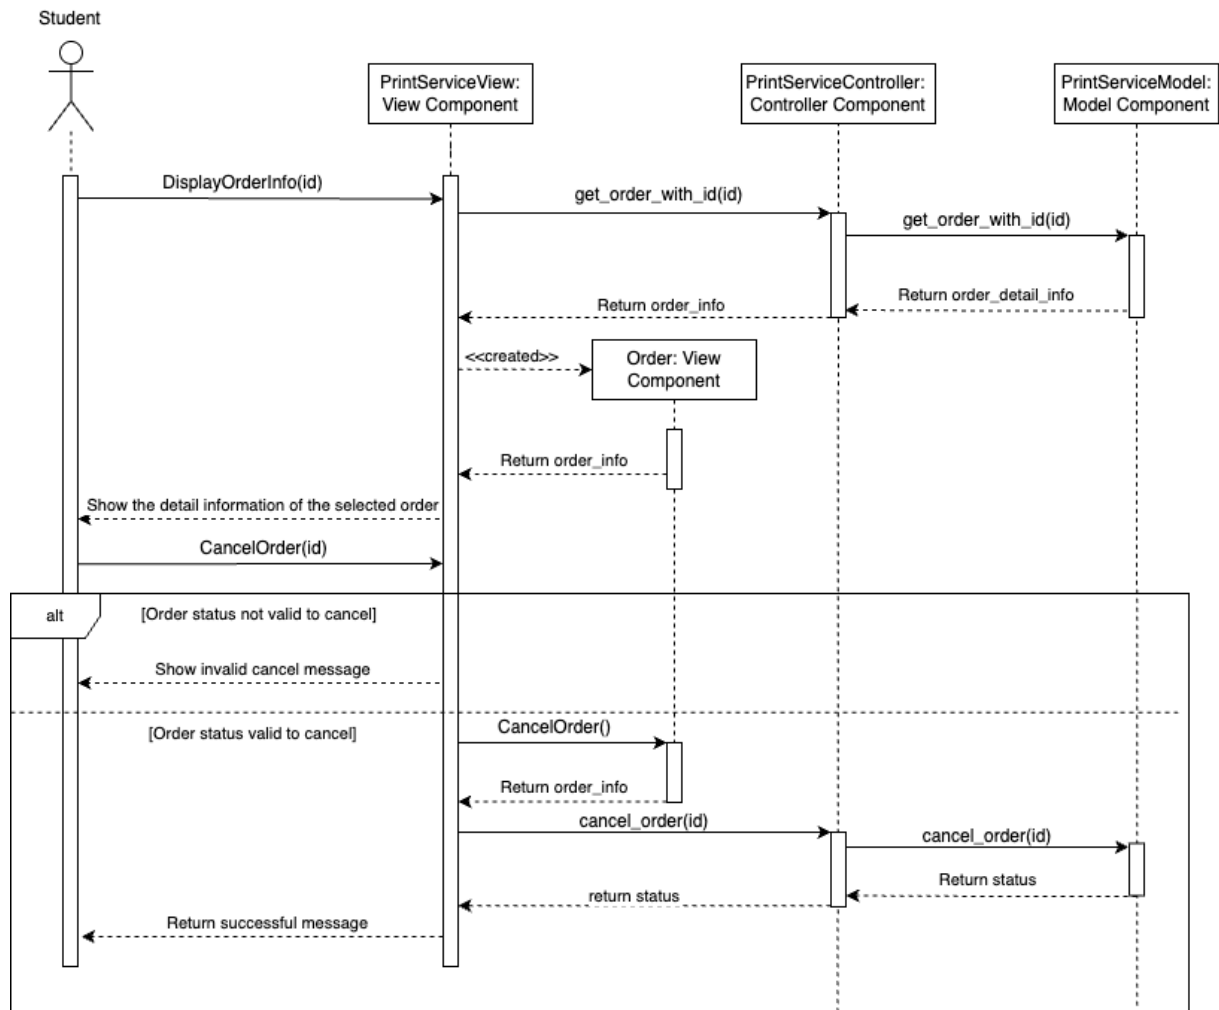 Student
PrintServiceView:
View Component
PrintServiceController:
Controller Component
PrintServiceModel:
Model Component
DisplayOrderInfo(id)
get_order_with_id(id)
get_order_with_id(id)
Return order_detail_info
Return order_info
<<created>>
Order: View
Component
Return order_info
Show the detail information of the selected order
CancelOrder(id)
alt
[Order status not valid to cancel]
Show invalid cancel message
[Order status valid to cancel]
CancelOrder()
Return order_info
cancel_order(id)
cancel_order(id)
Return status
return status
Return successful message